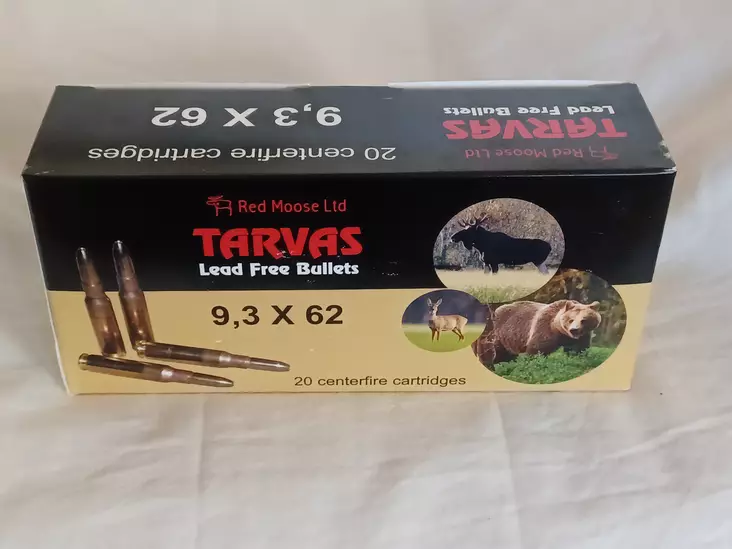 9,3 X 62
20 centerfire cartridges
Red Moose Ltd
TARVAS
Lead Free Bullets
Red Moose Ltd
TARVAS
Lead Free Bullets
9,3 X 62
20 centerfire cartridges